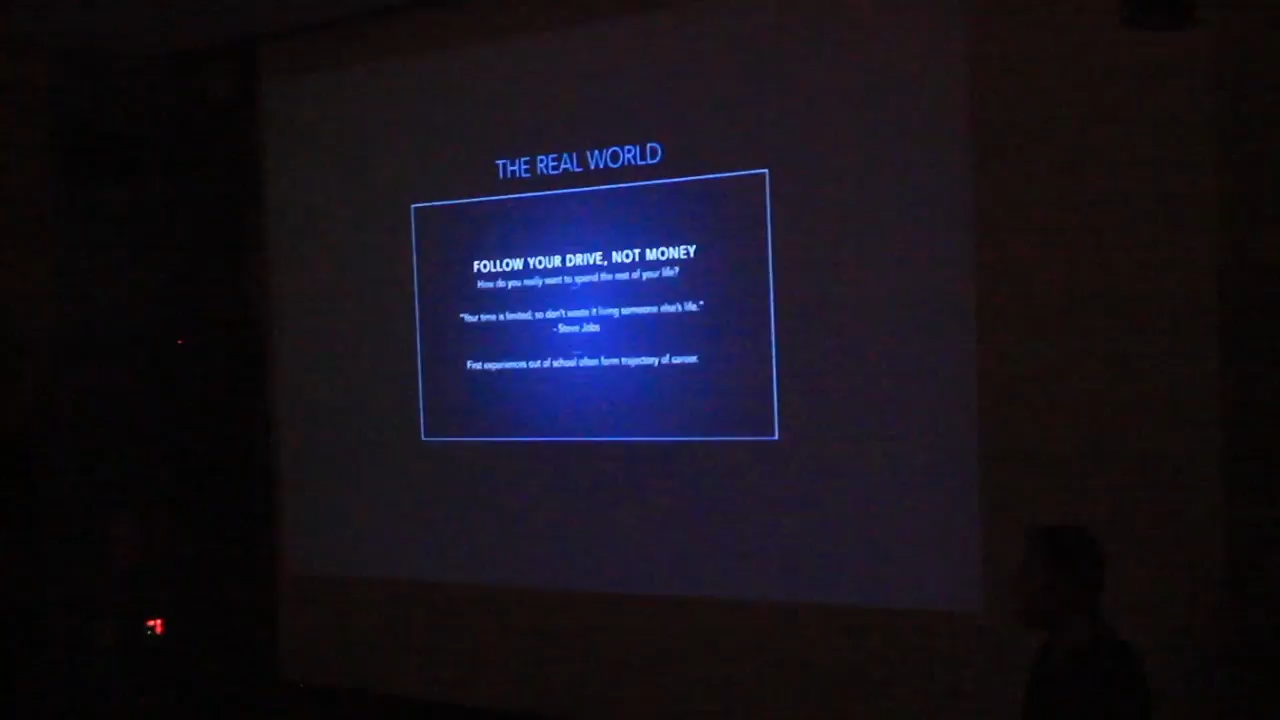 THE REAL WORLD
FOLLOW YOUR DRIVE, NOT MONEY
How do you really want to spend the rest of your life?
"Your time is limited; so don't waste it living someone else's life."
- Steve Jobs
First experiences out of school often form trajectory of career.